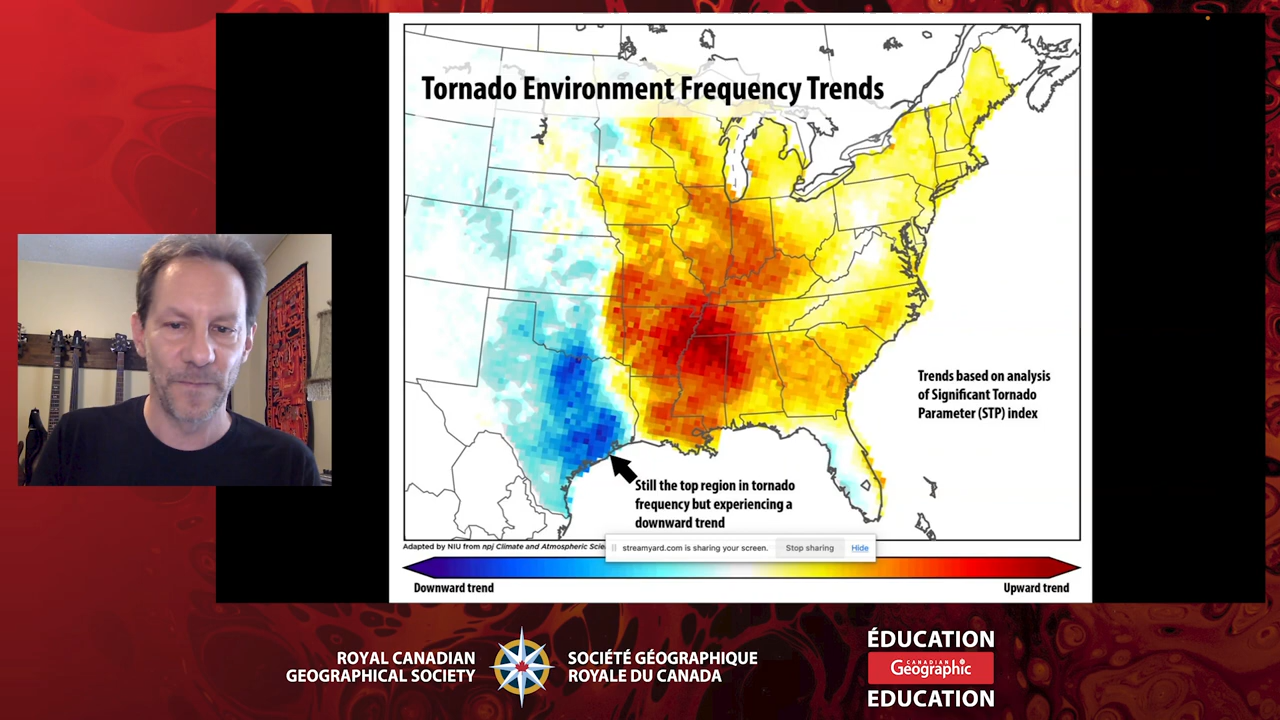 Tornado Environment Frequency Trends
Trends based on analysis
of Significant Tornado
Parameter (STP) index
Still the top region in tornado
frequency but experiencing a
downward trend
Adapted by NIU from npj Climate and Atmospheric
streamyard.com is sharing your screen.
Stop sharing
Hide
Downward trend
Upward trend
ROYAL CANADIAN
GEOGRAPHICAL SOCIETY
SOCIÉTÉ GÉOGRAPHIQUE
ROYALE DU CANADA
ÉDUCATION
CANADIAN
Geographic
EDUCATION